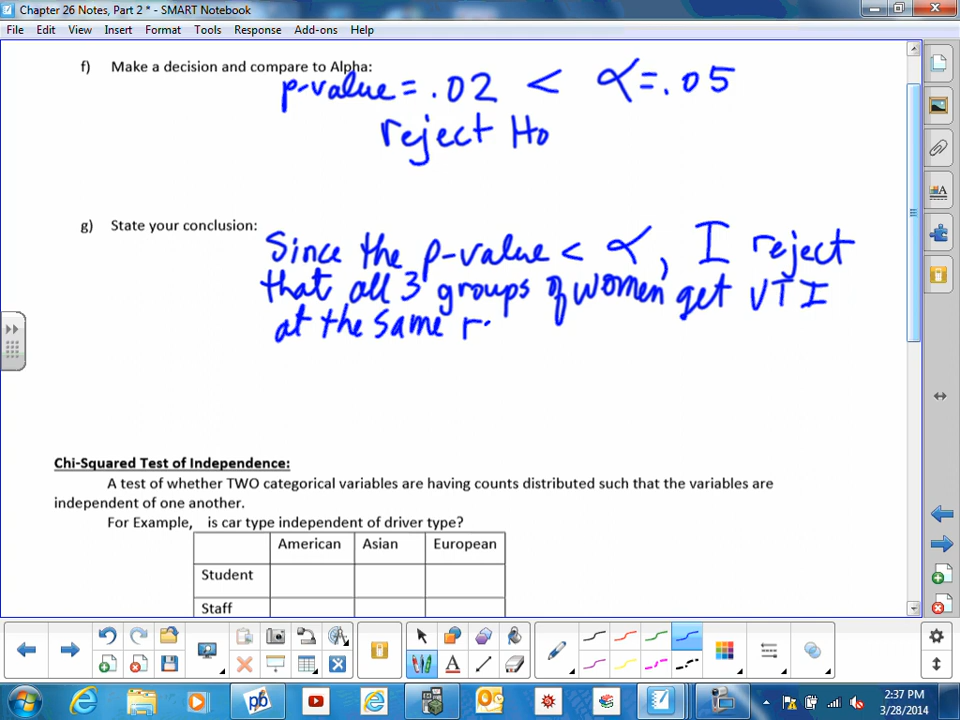 Chapter 26 Notes, Part 2 * - SMART Notebook
File Edit View Insert Format Tools Response Add-ons Help
f) Make a decision and compare to Alpha:
p-value = .02 < α = .05
reject Ho
g) State your conclusion:
Since the p-value < α, I reject
that all 3 groups of women get UTI
at the same r
Chi-Squared Test of Independence:
A test of whether TWO categorical variables are having counts distributed such that the variables are
independent of one another.
For Example, is car type independent of driver type?
American Asian European
Student
Staff
2:37 PM
3/28/2014